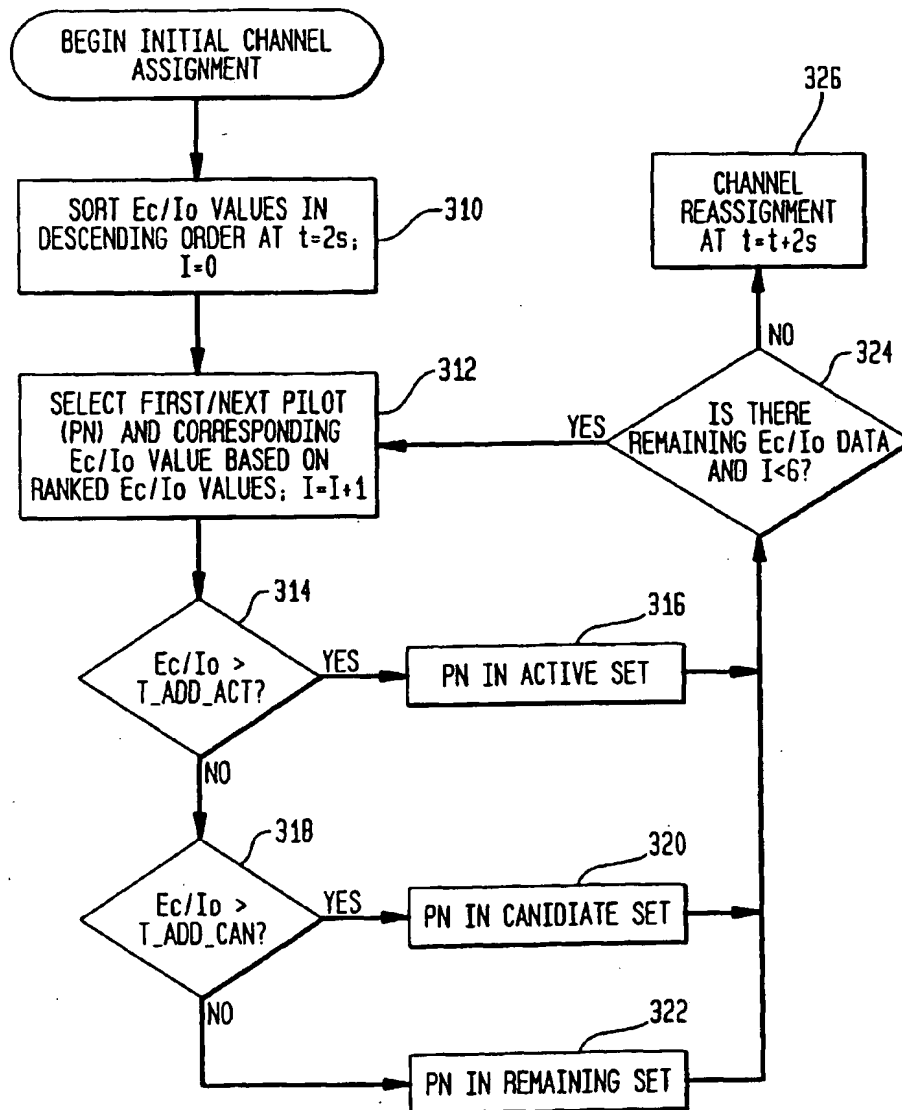 BEGIN INITIAL CHANNEL
ASSIGNMENT
326
CHANNEL
REASSIGNMENT
AT t=t+2s
SORT Ec/Io VALUES IN
DESCENDING ORDER AT t=2s;
I=0
310
NO
324
312
SELECT FIRST/NEXT PILOT
(PN) AND CORRESPONDING
Ec/Io VALUE BASED ON
RANKED Ec/Io VALUES; I=I+1
YES
IS THERE
REMAINING Ec/Io DATA
AND I<6?
314
Ec/Io >
T_ADD_ACT?
YES
316
PN IN ACTIVE SET
NO
318
Ec/Io >
T_ADD_CAN?
YES
320
PN IN CANIDIATE SET
NO
322
PN IN REMAINING SET